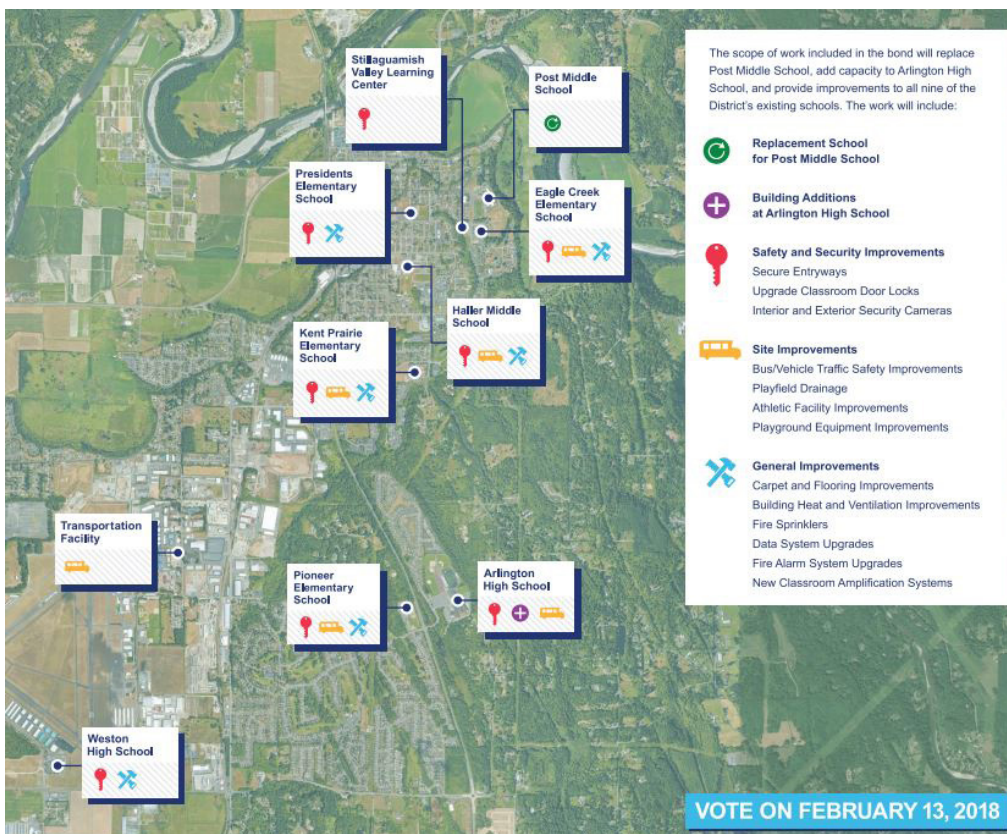 Stillaguamish
Valley Learning
Center
Post Middle
School
Presidents
Elementary
School
Eagle Creek
Elementary
School
Haller Middle
School
Kent Prairie
Elementary
School
Transportation
Facility
Pioneer
Elementary
School
Arlington
High School
Weston
High School
The scope of work included in the bond will replace
Post Middle School, add capacity to Arlington High
School, and provide improvements to all nine of the
District's existing schools. The work will include:
Replacement School
for Post Middle School
Building Additions
at Arlington High School
Safety and Security Improvements
Secure Entryways
Upgrade Classroom Door Locks
Interior and Exterior Security Cameras
Site Improvements
Bus/Vehicle Traffic Safety Improvements
Playfield Drainage
Athletic Facility Improvements
Playground Equipment Improvements
General Improvements
Carpet and Flooring Improvements
Building Heat and Ventilation Improvements
Fire Sprinklers
Data System Upgrades
Fire Alarm System Upgrades
New Classroom Amplification Systems
VOTE ON FEBRUARY 13, 2018